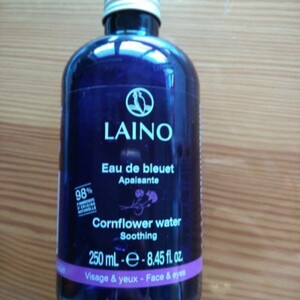 LAINO
Eau de bleuet
Apaisante
98%
Cornflower water
Soothing
250 mL - e - 8.45 fl. oz.
Visage & yeux - Face & eyes